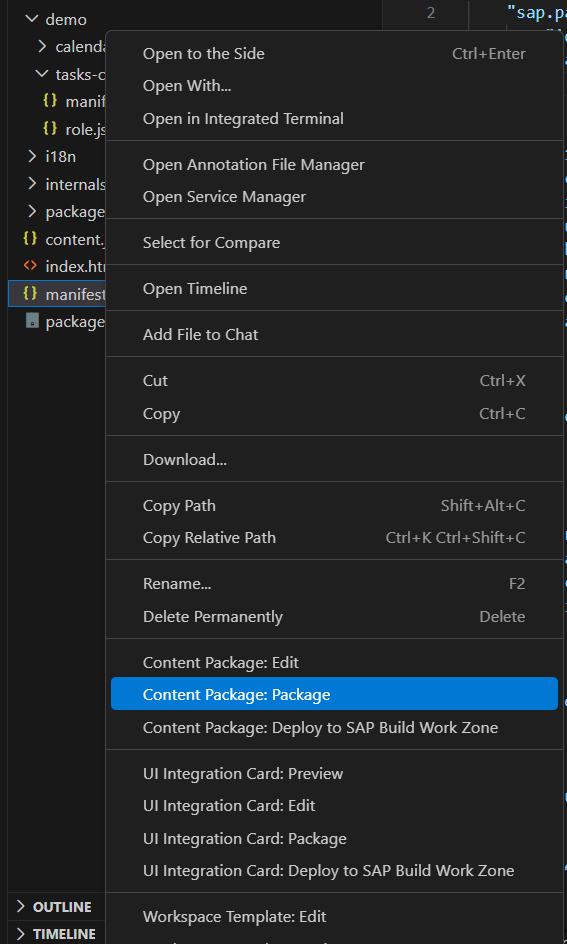 demo
2
"sap.pa
calenda
Open to the Side Ctrl+Enter
tasks-c
Open With...
manif
Open in Integrated Terminal
role.js
i18n
Open Annotation File Manager
internals
Open Service Manager
package
content.
Select for Compare
index.htm
Open Timeline
manifest
package
Add File to Chat
Cut Ctrl+X
Copy Ctrl+C
Download...
Copy Path Shift+Alt+C
Copy Relative Path Ctrl+K Ctrl+Shift+C
Rename... F2
Delete Permanently Delete
Content Package: Edit
Content Package: Package
Content Package: Deploy to SAP Build Work Zone
UI Integration Card: Preview
UI Integration Card: Edit
UI Integration Card: Package
UI Integration Card: Deploy to SAP Build Work Zone
OUTLINE
Workspace Template: Edit
TIMELINE